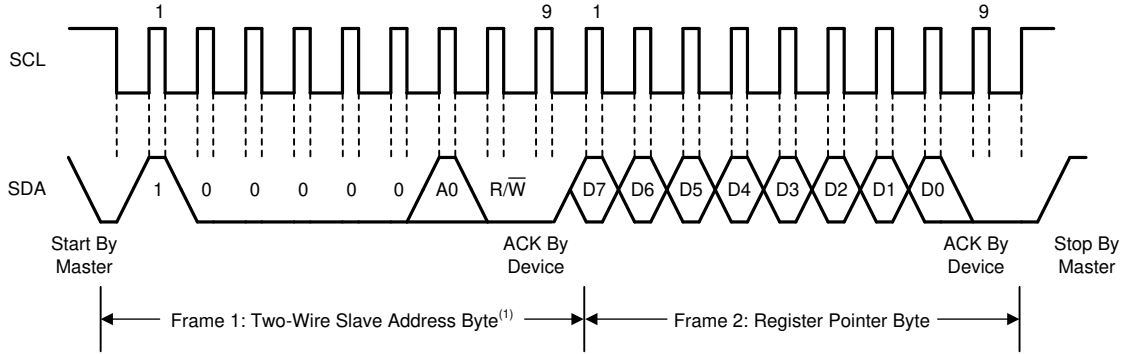 1 9 1 9
SCL
SDA 1 0 0 0 0 0 A0 R/W̅ D7 D6 D5 D4 D3 D2 D1 D0
Start By
Master
ACK By
Device
ACK By
Device
Stop By
Master
Frame 1: Two-Wire Slave Address Byte(1)
Frame 2: Register Pointer Byte